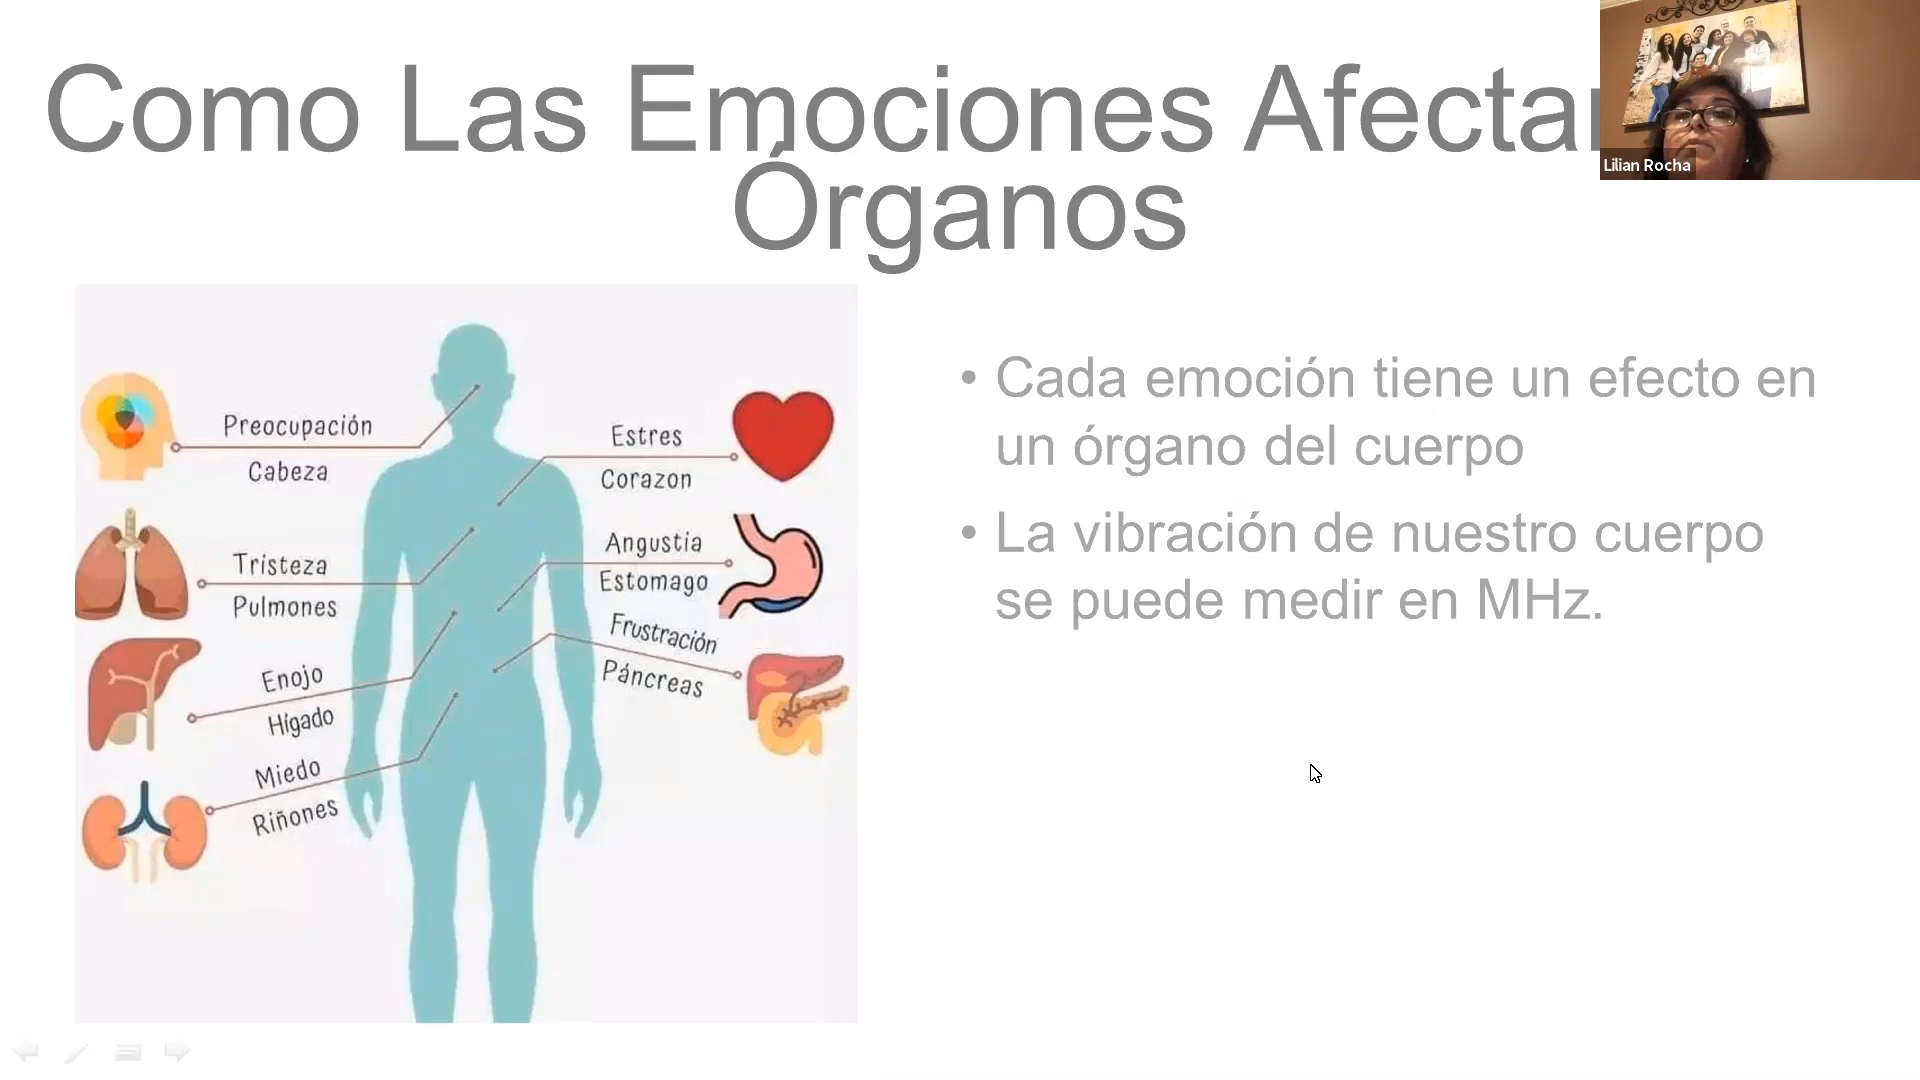 Como Las Emociones Afectan
Órganos
Lilian Rocha
Preocupación
Cabeza
Tristeza
Pulmones
Enojo
Hígado
Miedo
Riñones
Estres
Corazon
Angustia
Estomago
Frustración
Páncreas
• Cada emoción tiene un efecto en
un órgano del cuerpo
• La vibración de nuestro cuerpo
se puede medir en MHz.